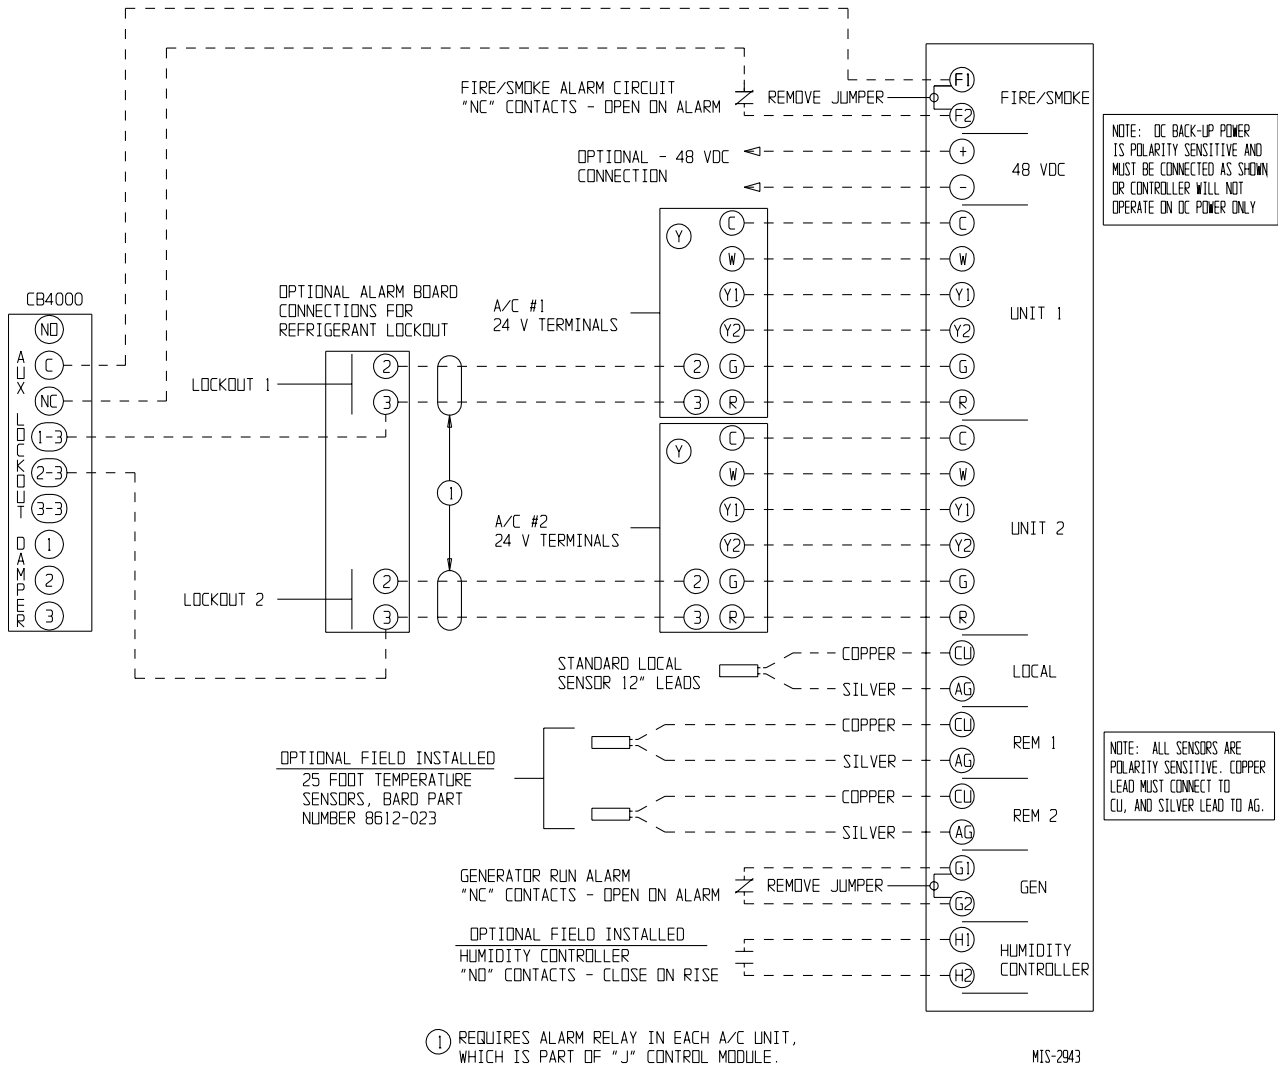 FIRE/SMOKE ALARM CIRCUIT
"NC" CONTACTS - OPEN ON ALARM
REMOVE JUMPER
F1
F2
FIRE/SMOKE
OPTIONAL - 48 VDC
CONNECTION
+
-
48 VDC
NOTE: DC BACK-UP POWER
IS POLARITY SENSITIVE AND
MUST BE CONNECTED AS SHOWN
OR CONTROLLER WILL NOT
OPERATE ON DC POWER ONLY
CB4000
NO
C
NC
1-3
2-3
3-3
1
2
3
AUX
LOCKOUT
DAMPER
OPTIONAL ALARM BOARD
CONNECTIONS FOR
REFRIGERANT LOCKOUT
LOCKOUT 1
2
3
1
LOCKOUT 2
2
3
A/C #1
24 V TERMINALS
Y
C
W
Y1
Y2
2 G
3 R
C
W
Y1
Y2
G
R
UNIT 1
A/C #2
24 V TERMINALS
Y
C
W
Y1
Y2
2 G
3 R
C
W
Y1
Y2
G
R
UNIT 2
STANDARD LOCAL
SENSOR 12" LEADS
COPPER
SILVER
CU
AG
LOCAL
OPTIONAL FIELD INSTALLED
25 FOOT TEMPERATURE
SENSORS, BARD PART
NUMBER 8612-023
COPPER
SILVER
CU
AG
REM 1
COPPER
SILVER
CU
AG
REM 2
NOTE: ALL SENSORS ARE
POLARITY SENSITIVE. COPPER
LEAD MUST CONNECT TO
CU, AND SILVER LEAD TO AG.
GENERATOR RUN ALARM
"NC" CONTACTS - OPEN ON ALARM
REMOVE JUMPER
G1
G2
GEN
OPTIONAL FIELD INSTALLED
HUMIDITY CONTROLLER
"NO" CONTACTS - CLOSE ON RISE
H1
H2
HUMIDITY
CONTROLLER
1 REQUIRES ALARM RELAY IN EACH A/C UNIT,
WHICH IS PART OF "J" CONTROL MODULE.
MIS-2943